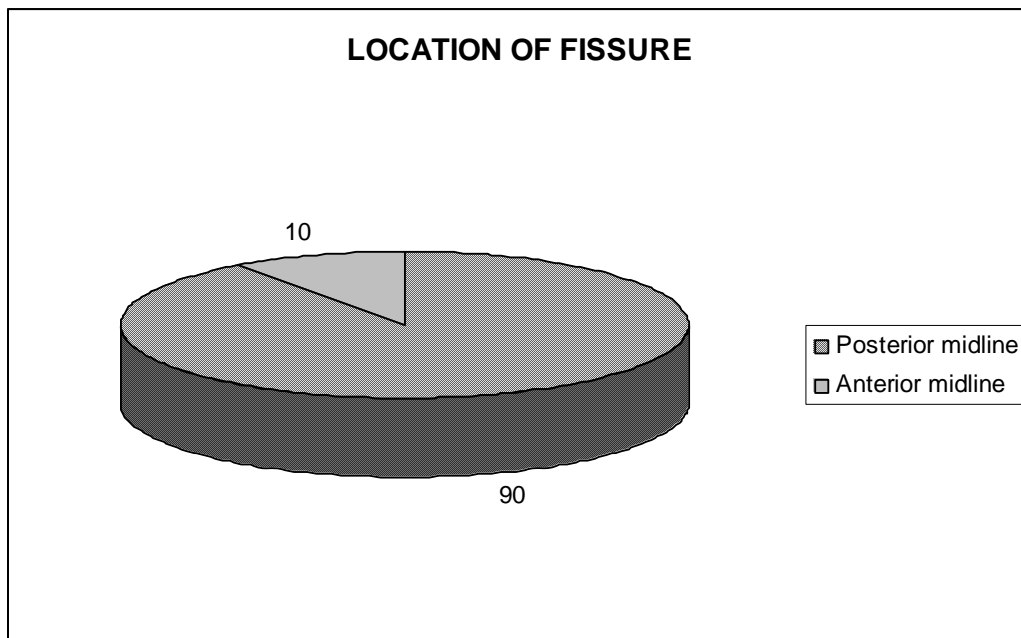 LOCATION OF FISSURE
10
90
Posterior midline
Anterior midline